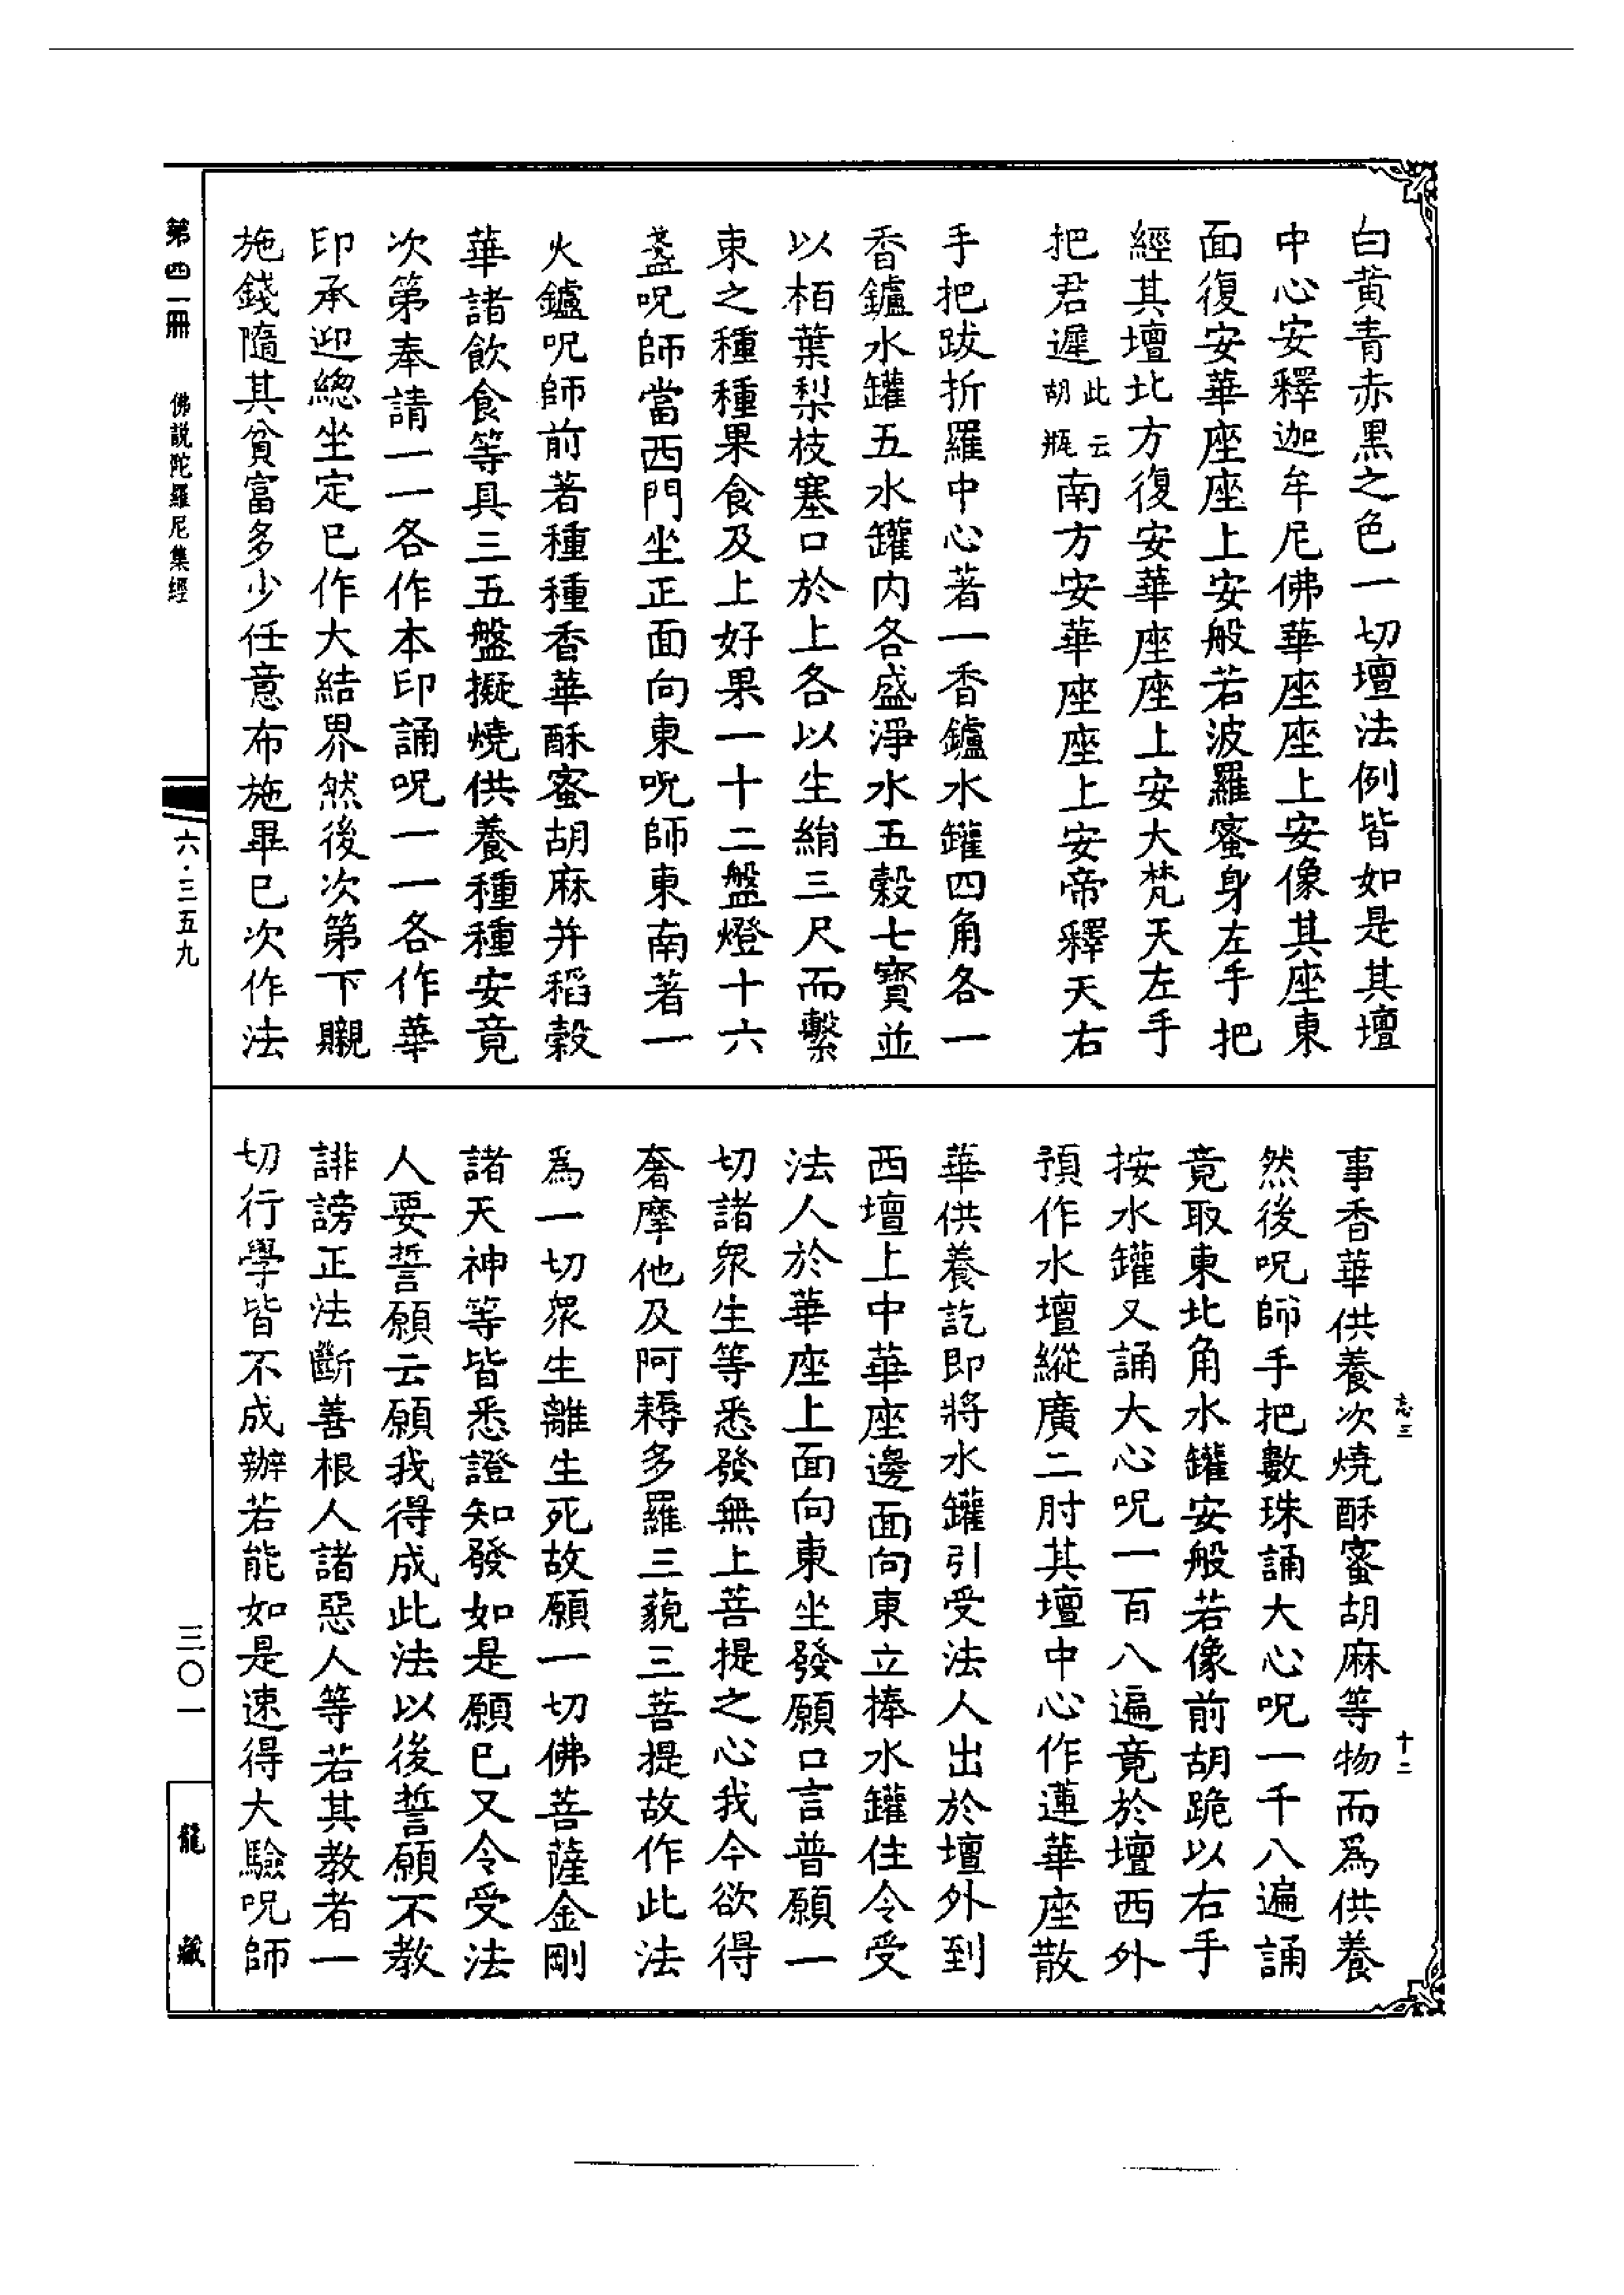 白黄青赤黒之色一切壇法例皆如是其壇
中心安釋迦牟尼佛華座座上安像其座東
面復安華座座上安般若波羅蜜身左手把
經其壇北方復安華座座上安大梵天左手
把君遲此云胡瓶南方安華座座上安帝釋天右
手把跋折羅中心著一香鑪水罐四角各一
香鑪水罐五水罐内各盛淨水五穀七寳並
以栢葉梨枝塞口於上各以生絹三尺而繫
束之種種果食及上好果一十二盤燈十六
盞呪師當西門坐正面向東呪師東南著一
火鑪呪師前著種種香華酥蜜胡麻并稻穀
華諸飲食等具三五盤擬燒供養種種安竟
次第奉請一一各作本印誦呪一一各作華
印承迎總坐定已作大結界然後次第下䞋
施錢隨其貧富多少任意布施畢已次作法
事香華供養次燒酥蜜胡麻等物而爲供養
然後呪師手把數珠誦大心呪一千八遍誦
竟取東北角水罐安般若像前胡跪以右手
按水罐又誦大心呪一百八遍竟於壇西外
預作水壇縱廣二肘其壇中心作蓮華座散
華供養訖即將水罐引受法人出於壇外到
西壇上中華座邊面向東立捧水罐住令受
法人於華座上面向東坐發願口言普願一
切諸衆生等悉發無上菩提之心我今欲得
奢摩他及阿耨多羅三藐三菩提故作此法
爲一切衆生離生死故願一切佛菩薩金剛
諸天神等皆悉證知發如是願已又令受法
人要誓願云願我得成此法以後誓願不教
誹謗正法斷善根人諸惡人等若其教者一
切行學皆不成辦若能如是速得大驗呪師
忘三
十二
第四二冊
佛説陀羅尼集經
六·三五九
三〇一
龍藏